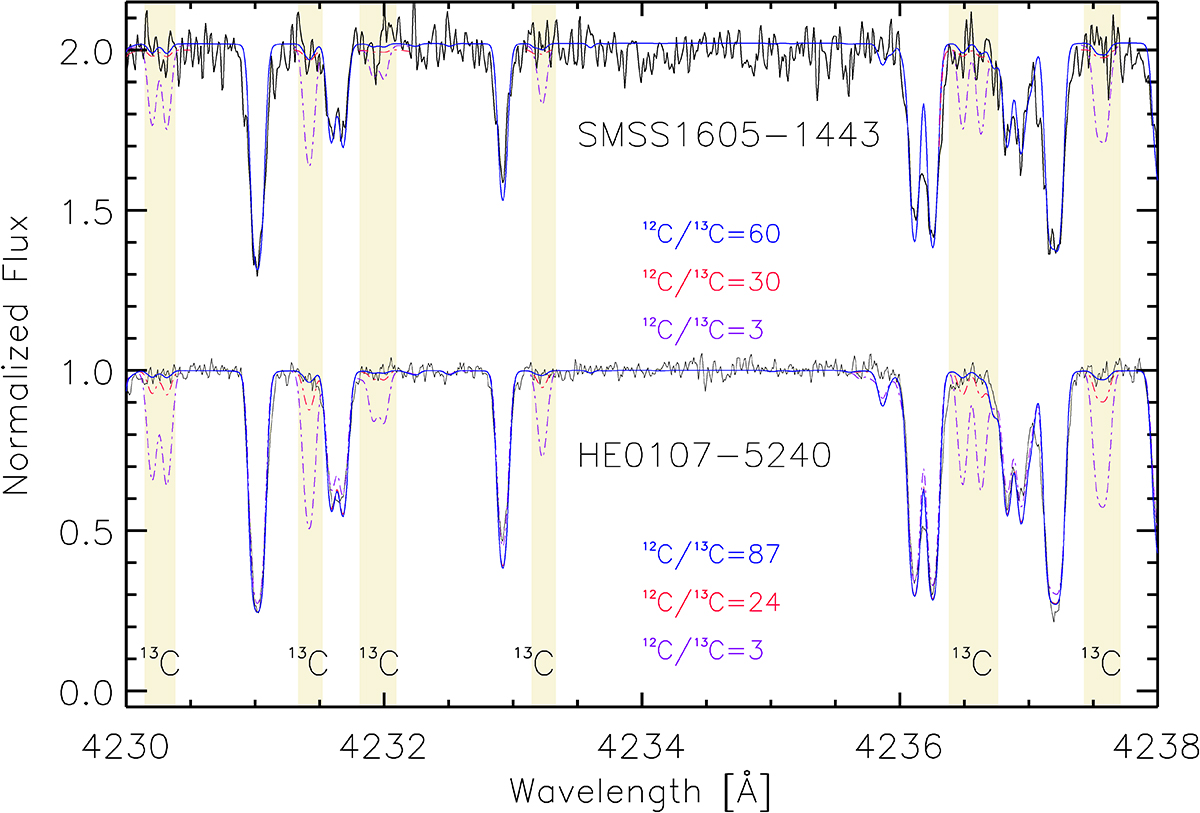 2.0
SMSS1605−1443
1.5
¹²C/¹³C=60
¹²C/¹³C=30
¹²C/¹³C=3
1.0
HE0107−5240
0.5
¹²C/¹³C=87
¹²C/¹³C=24
¹²C/¹³C=3
¹³C ¹³C ¹³C ¹³C ¹³C ¹³C
0.0
4230 4232 4234 4236 4238
Wavelength [Å]
Normalized Flux